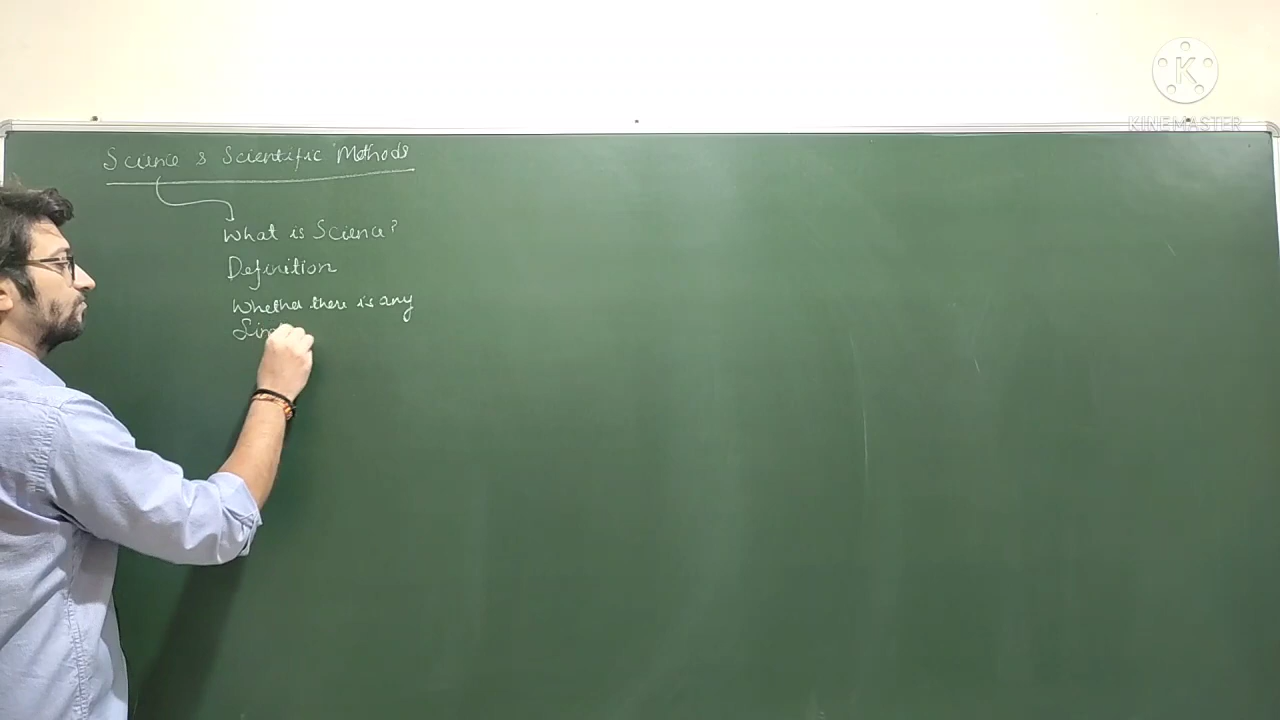 Science & Scientific Methods
What is Science?
Definition
Whether there is any
K
KINEMASTER